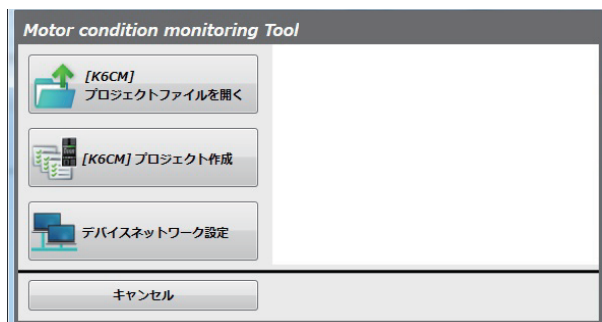 Motor condition monitoring Tool
[K6CM]
プロジェクトファイルを開く
[K6CM] プロジェクト作成
デバイスネットワーク設定
キャンセル